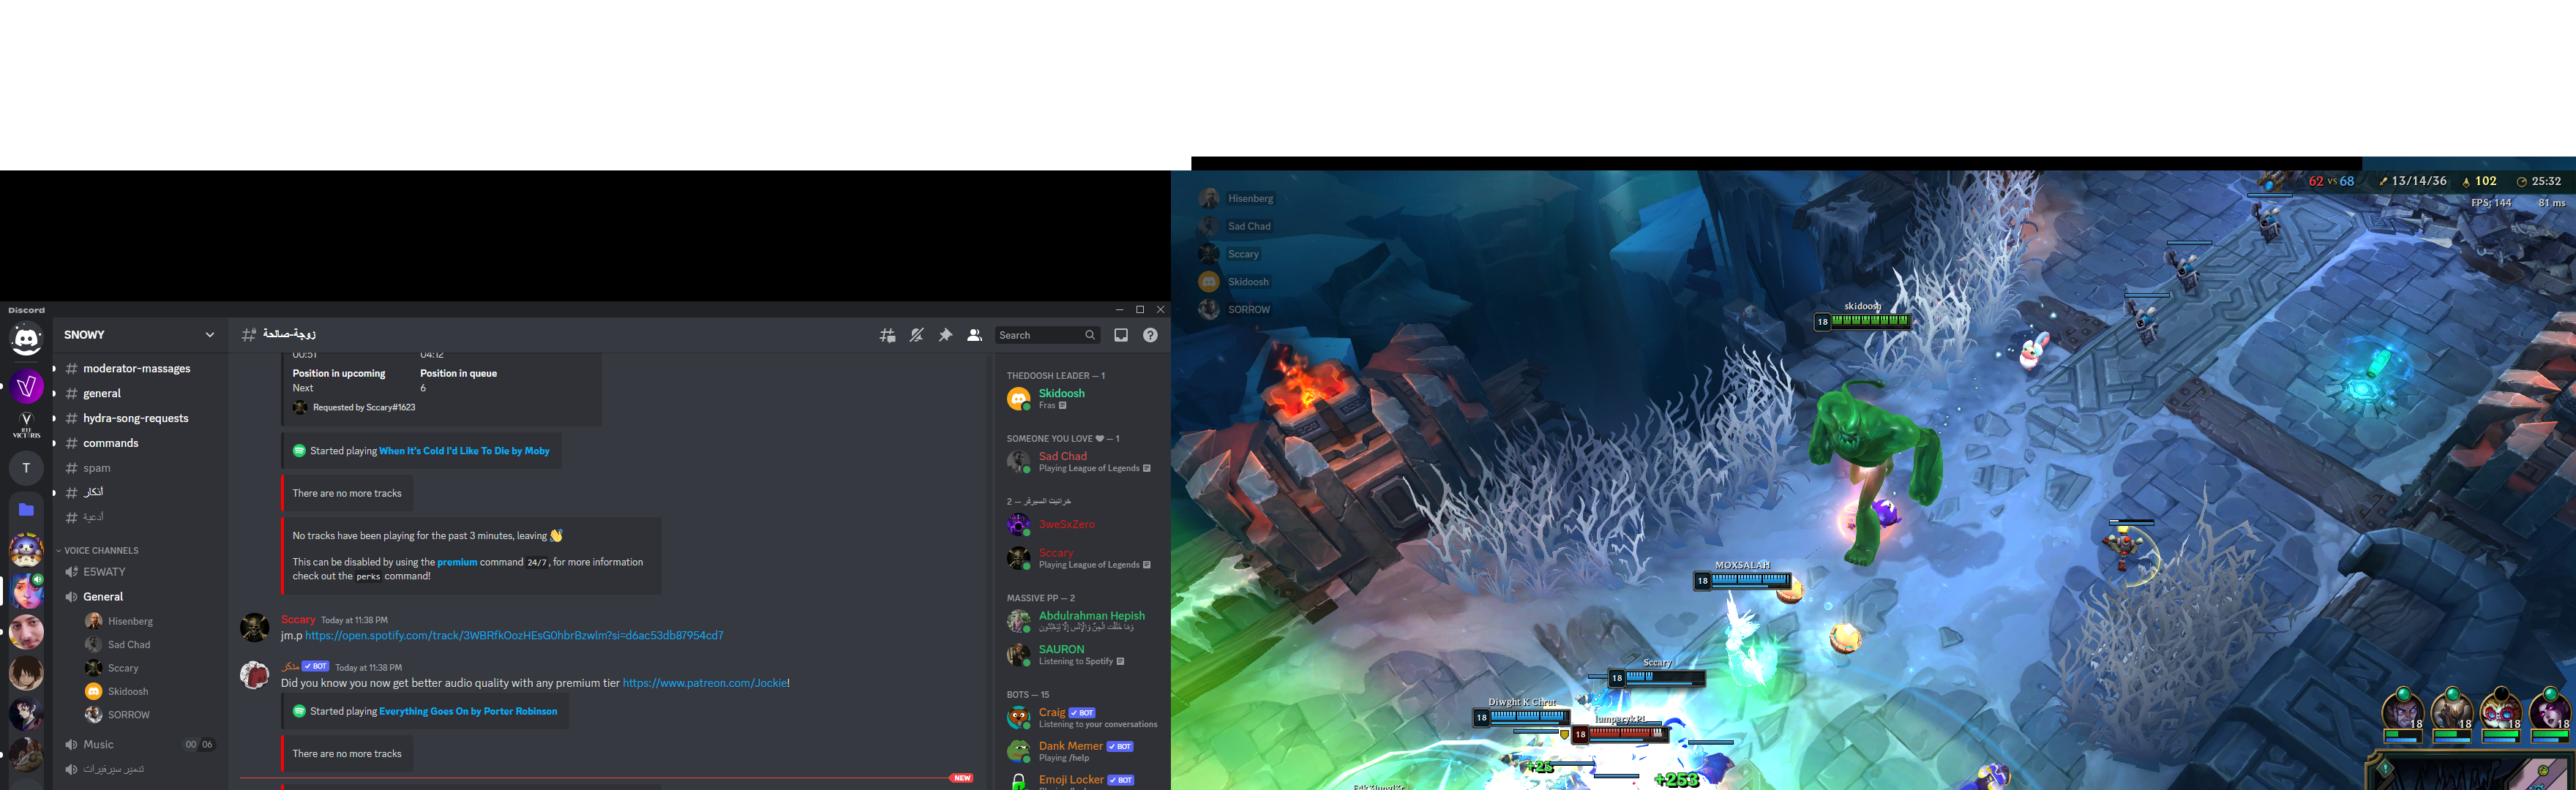 Discord
SNOWY
moderator-massages
general
hydra-song-requests
commands
spam
أذكار
أدعية
VOICE CHANNELS
E5WATY
General
Hisenberg
Sad Chad
Sccary
Skidoosh
SORROW
Music
00 06
تدمير سيرفرات
T
زوجة-صالحة
Search
00:51 04:12
Position in upcoming Position in queue
Next 6
Requested by Sccary#1623
Started playing When It's Cold I'd Like To Die by Moby
There are no more tracks
No tracks have been playing for the past 3 minutes, leaving
This can be disabled by using the premium command 24/7, for more information
check out the perks command!
Sccary Today at 11:38 PM
jm.p https://open.spotify.com/track/3WBRfkOozHEsG0hbrBzwlm?si=d6ac53db87954cd7
BOT Today at 11:38 PM
Did you know you now get better audio quality with any premium tier https://www.patreon.com/Jockie!
Started playing Everything Goes On by Porter Robinson
There are no more tracks
NEW
THEDOOSH LEADER — 1
Skidoosh
Fras
SOMEONE YOU LOVE — 1
Sad Chad
Playing League of Legends
خرانيت السيرفر — 2
3weSxZero
Sccary
Playing League of Legends
MASSIVE PP — 2
Abdulrahman Hepish
وَمَا خَلَقْتُ الْجِنَّ وَالْإِنْسَ إِلَّا لِيَعْبُدُونِ
SAURON
Listening to Spotify
BOTS — 15
Craig BOT
Listening to your conversations
Dank Memer BOT
Playing /help
Emoji Locker BOT
Hisenberg
Sad Chad
Sccary
Skidoosh
SORROW
62 vs 68 13/14/36 102 25:32
FPS: 144 81 ms
skidoosh
18
MOXSALAH
18
Sccary
18
Diwght K Chrut
18
18
+25
+253
18 18 18 18